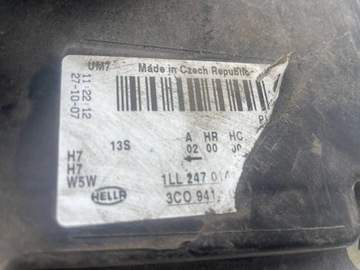 UM7 Made in Czech Republic
11:22:12
27-10-07
13S
A HR HC
02 00 00
H7
H7
W5W
1LL 247 01
HELLA
3C0 941